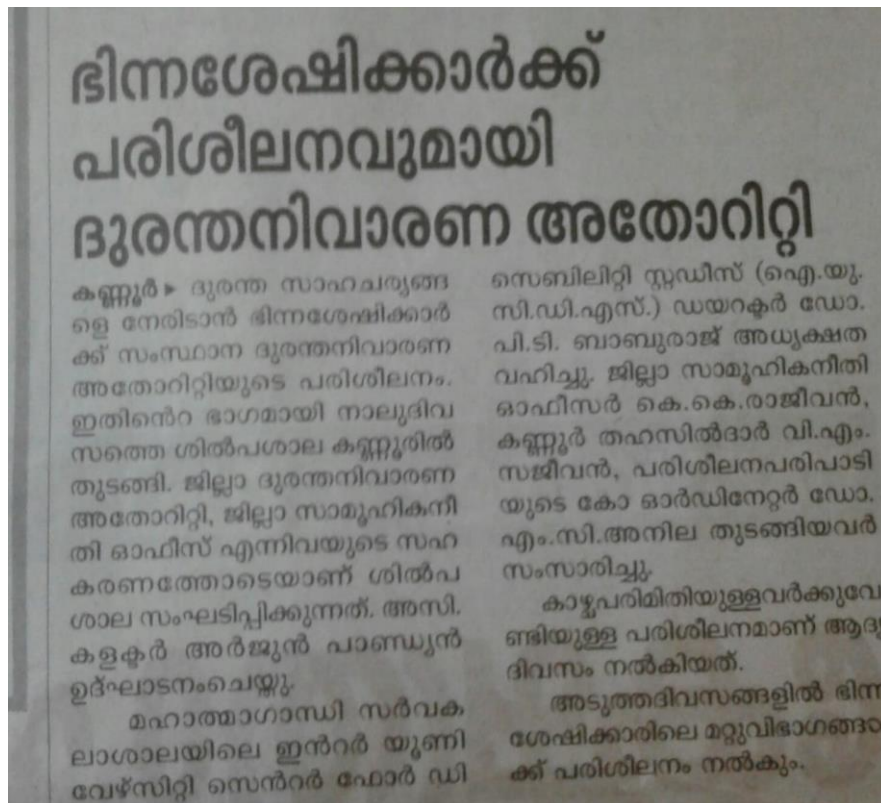 ഭിന്നശേഷിക്കാർക്ക്
പരിശീലനവുമായി
ദുരന്തനിവാരണ അതോറിറ്റി
കണ്ണൂർ ▸ ദുരന്ത സാഹചര്യങ്ങ
ളെ നേരിടാൻ ഭിന്നശേഷിക്കാർ
ക്ക് സംസ്ഥാന ദുരന്തനിവാരണ
അതോറിറ്റിയുടെ പരിശീലനം.
ഇതിൻെറ ഭാഗമായി നാലുദിവ
സത്തെ ശിൽപശാല കണ്ണൂരിൽ
തുടങ്ങി. ജില്ലാ ദുരന്തനിവാരണ
അതോറിറ്റി, ജില്ലാ സാമൂഹികനീ
തി ഓഫീസ് എന്നിവയുടെ സഹ
കരണത്തോടെയാണ് ശിൽപ
ശാല സംഘടിപ്പിക്കുന്നത്. അസി.
കളക്ടർ അർജുൻ പാണ്ഡ്യൻ
ഉദ്ഘാടനംചെയ്തു.
മഹാത്മാഗാന്ധി സർവക
ലാശാലയിലെ ഇൻറർ യൂണി
വേഴ്സിറ്റി സെൻറർ ഫോർ ഡി
സെബിലിറ്റി സ്റ്റഡീസ് (ഐ.യു.
സി.ഡി.എസ്.) ഡയറക്ടർ ഡോ.
പി.ടി. ബാബുരാജ് അധ്യക്ഷത
വഹിച്ചു. ജില്ലാ സാമൂഹികനീതി
ഓഫീസർ കെ.കെ.രാജീവൻ,
കണ്ണൂർ തഹസിൽദാർ വി.എം.
സജീവൻ, പരിശീലനപരിപാടി
യുടെ കോ ഓർഡിനേറ്റർ ഡോ.
എം.സി.അനില തുടങ്ങിയവർ
സംസാരിച്ചു.
കാഴ്ചപരിമിതിയുള്ളവർക്കുവേ
ണ്ടിയുള്ള പരിശീലനമാണ് ആദ്യ
ദിവസം നൽകിയത്.
അടുത്തദിവസങ്ങളിൽ ഭിന്ന
ശേഷിക്കാരിലെ മറ്റുവിഭാഗങ്ങൾ
ക്ക് പരിശീലനം നൽകും.